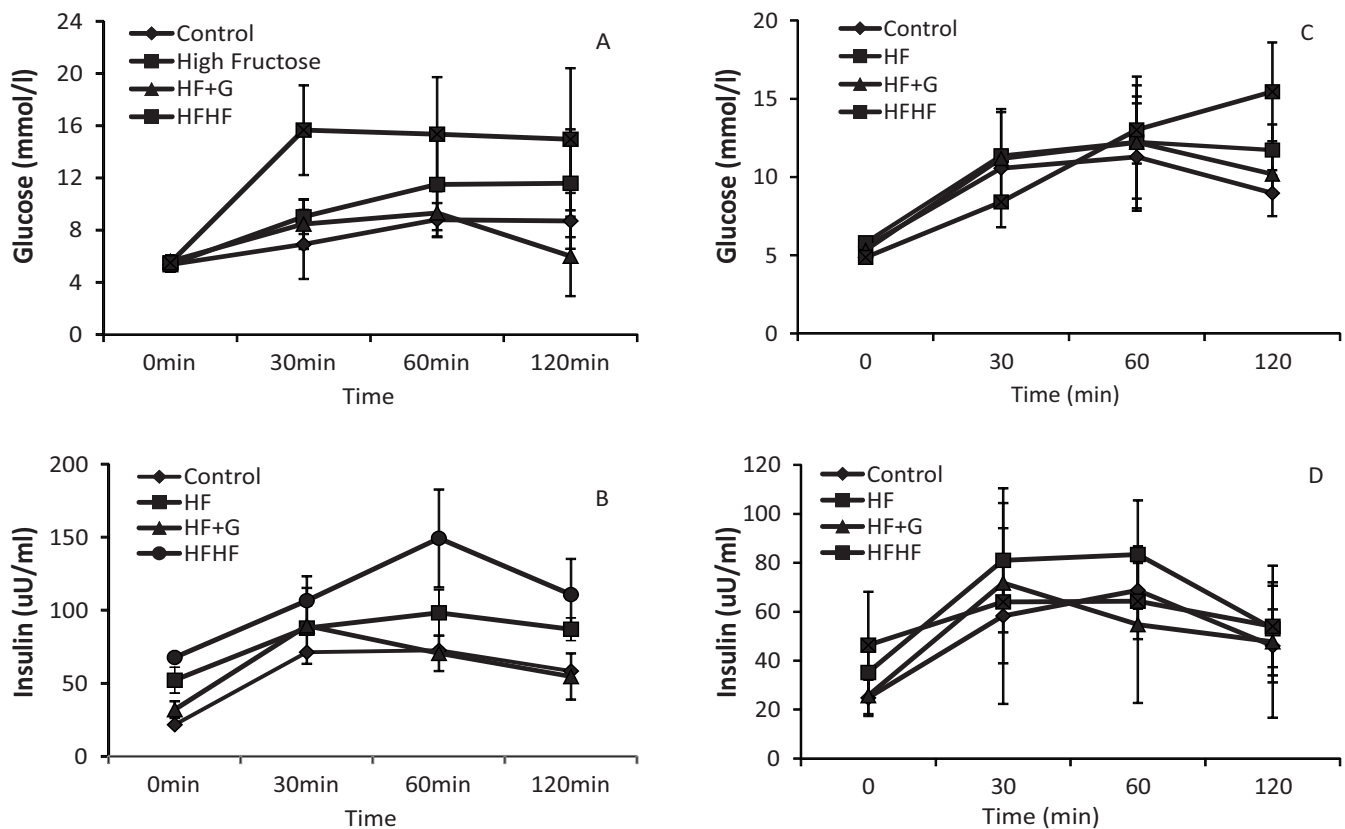 A
Glucose (mmol/l)
24
20
16
12
8
4
0
Control
High Fructose
HF+G
HFHF
0min 30min 60min 120min
Time
C
Glucose (mmol/l)
20
15
10
5
0
Control
HF
HF+G
HFHF
0 30 60 120
Time (min)
B
Insulin (uU/ml)
200
150
100
50
0
Control
HF
HF+G
HFHF
0min 30min 60min 120min
Time
D
Insulin (uU/ml)
120
100
80
60
40
20
0
Control
HF
HF+G
HFHF
0 30 60 120
Time (min)